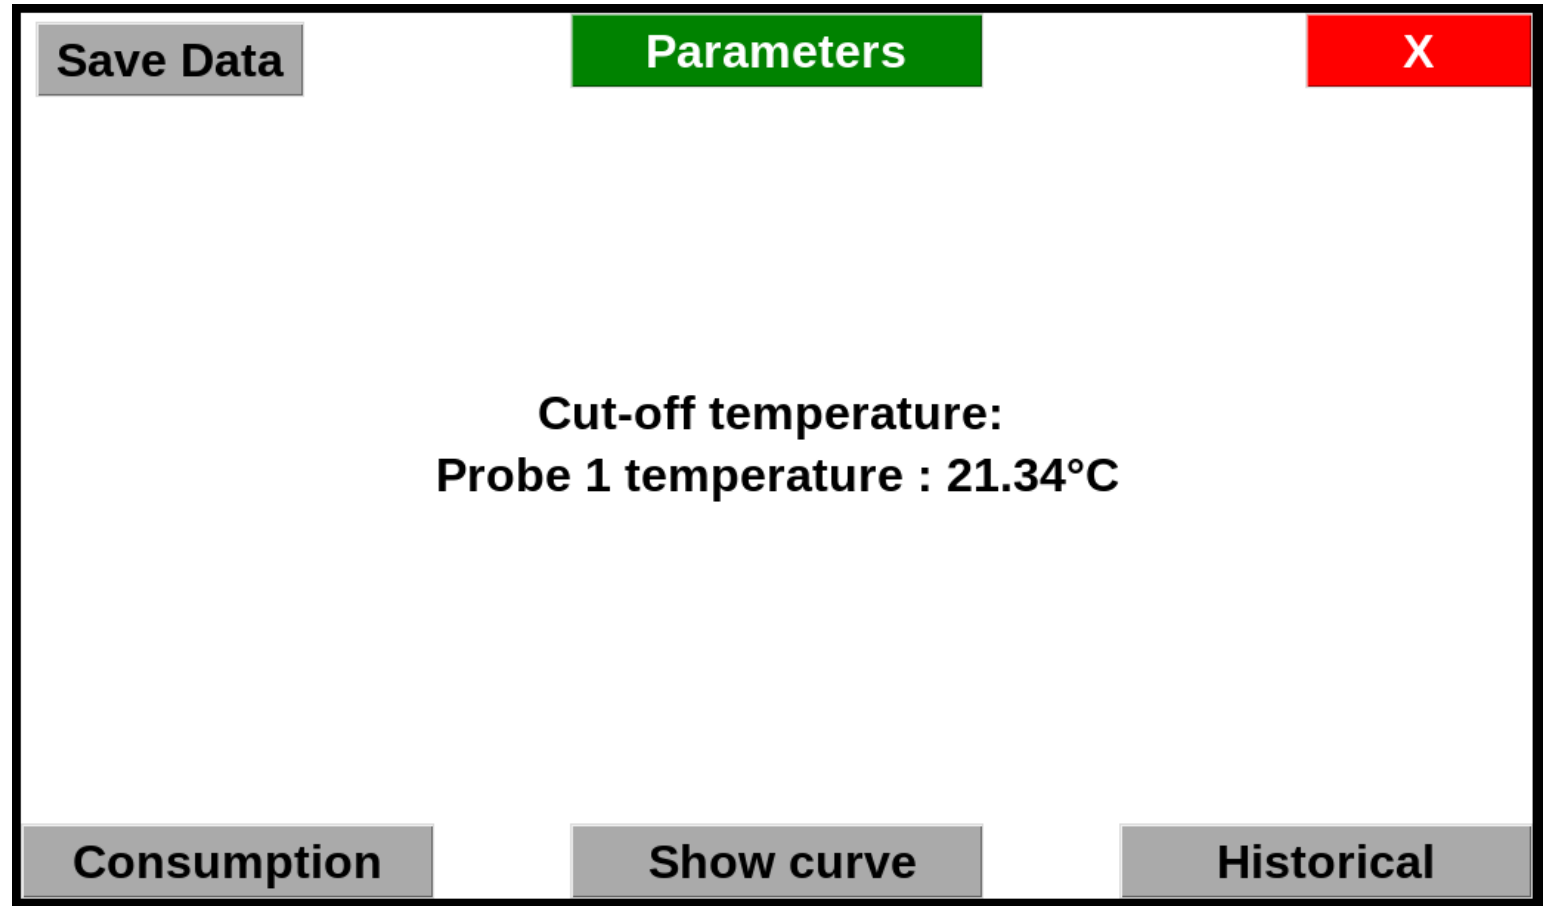 Save Data
Parameters
X
Cut-off temperature:
Probe 1 temperature : 21.34°C
Consumption
Show curve
Historical